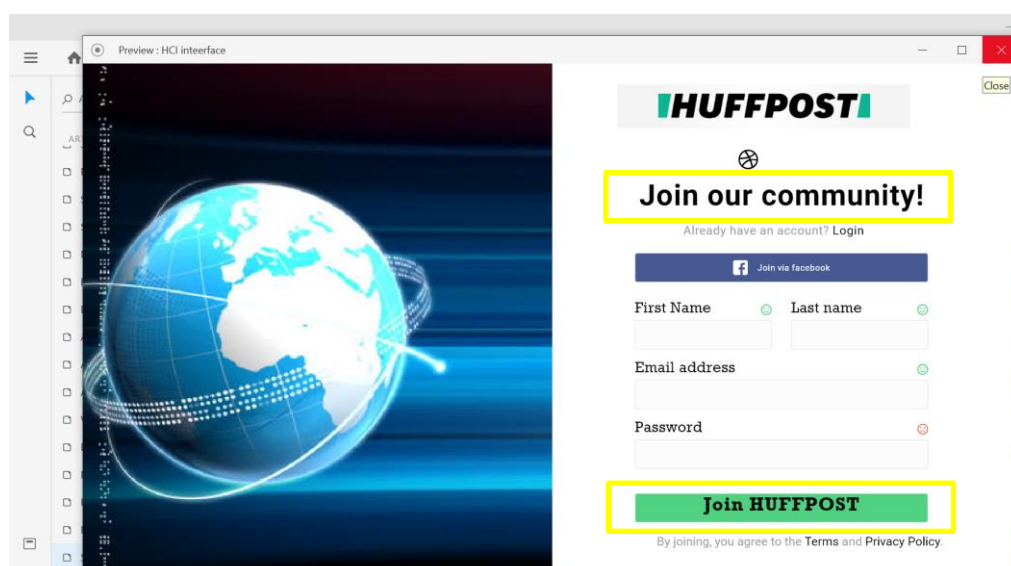 Preview : HCI inteerface
Close
AR
HUFFPOST
Join our community!
Already have an account? Login
Join via facebook
First Name
Last name
Email address
Password
Join HUFFPOST
By joining, you agree to the Terms and Privacy Policy.